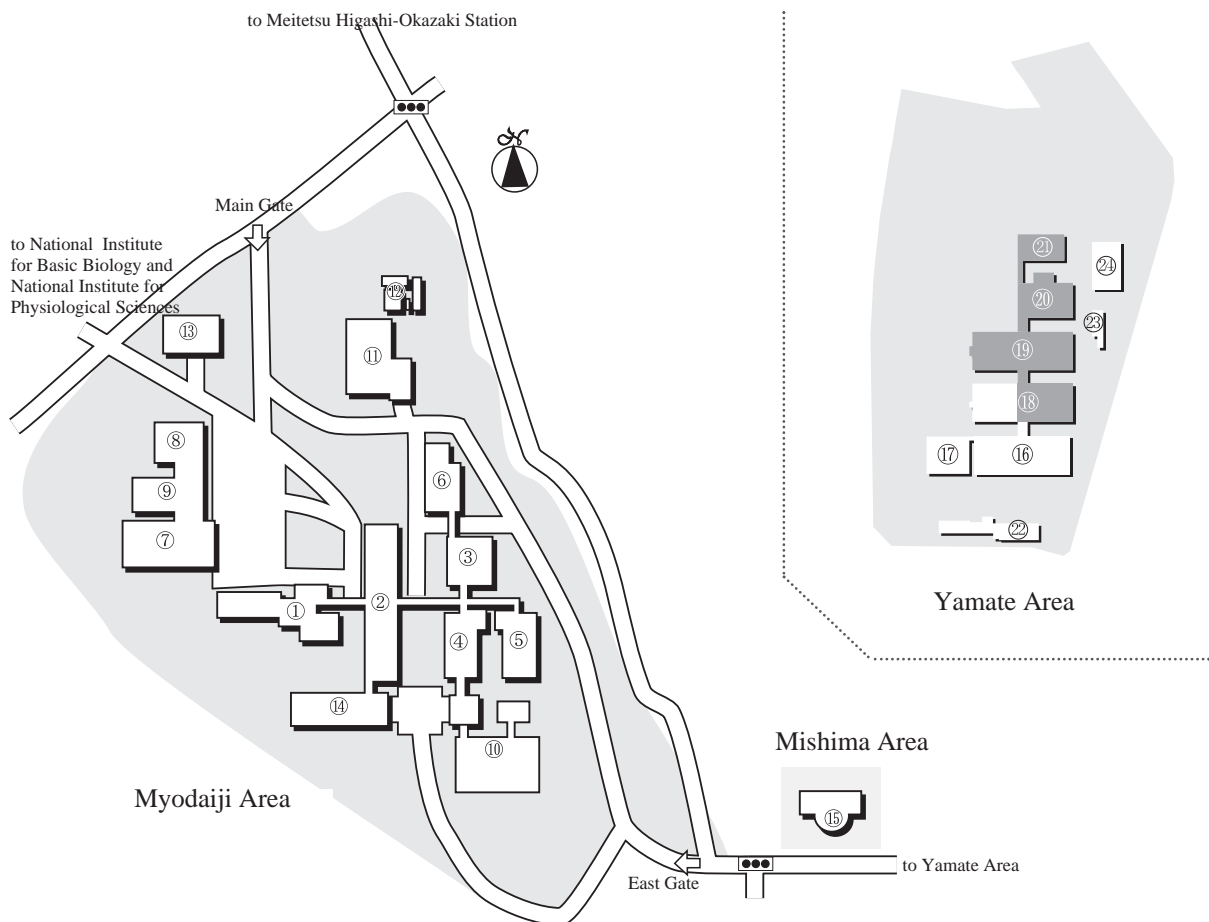 to Meitetsu Higashi-Okazaki Station
Main Gate
to National Institute
for Basic Biology and
National Institute for
Physiological Sciences
N
㉑
㉔
⑫
⑳
㉓
⑬
⑪
⑲
⑱
⑧
⑰
⑯
⑥
⑨
㉒
⑦
③
Yamate Area
①
②
④
⑤
⑭
⑩
Mishima Area
Myodaiji Area
⑮
to Yamate Area
East Gate